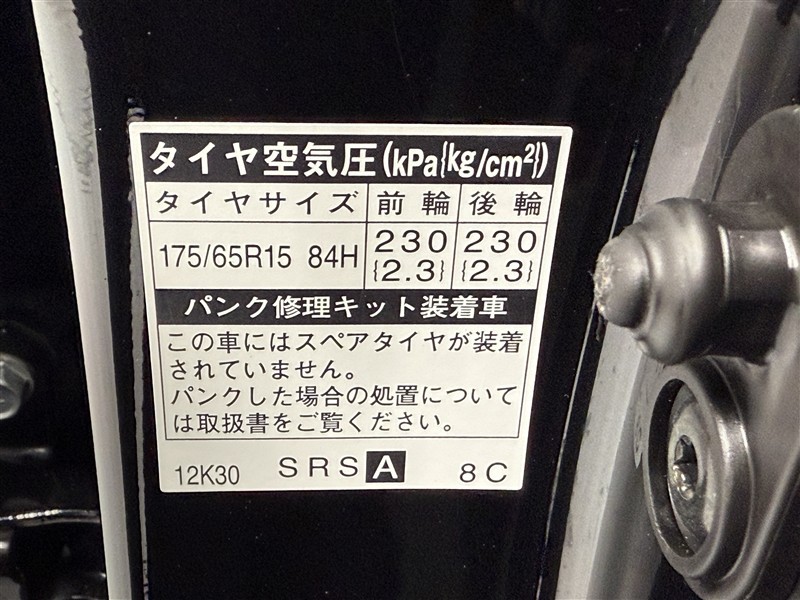 タイヤ空気圧(kPa{kg/cm²})
タイヤサイズ 前輪 後輪
175/65R15 84H 230 230
{2.3} {2.3}
パンク修理キット装着車
この車にはスペアタイヤが装着
されていません。
パンクした場合の処置について
は取扱書をご覧ください。
12K30 SRS A 8C